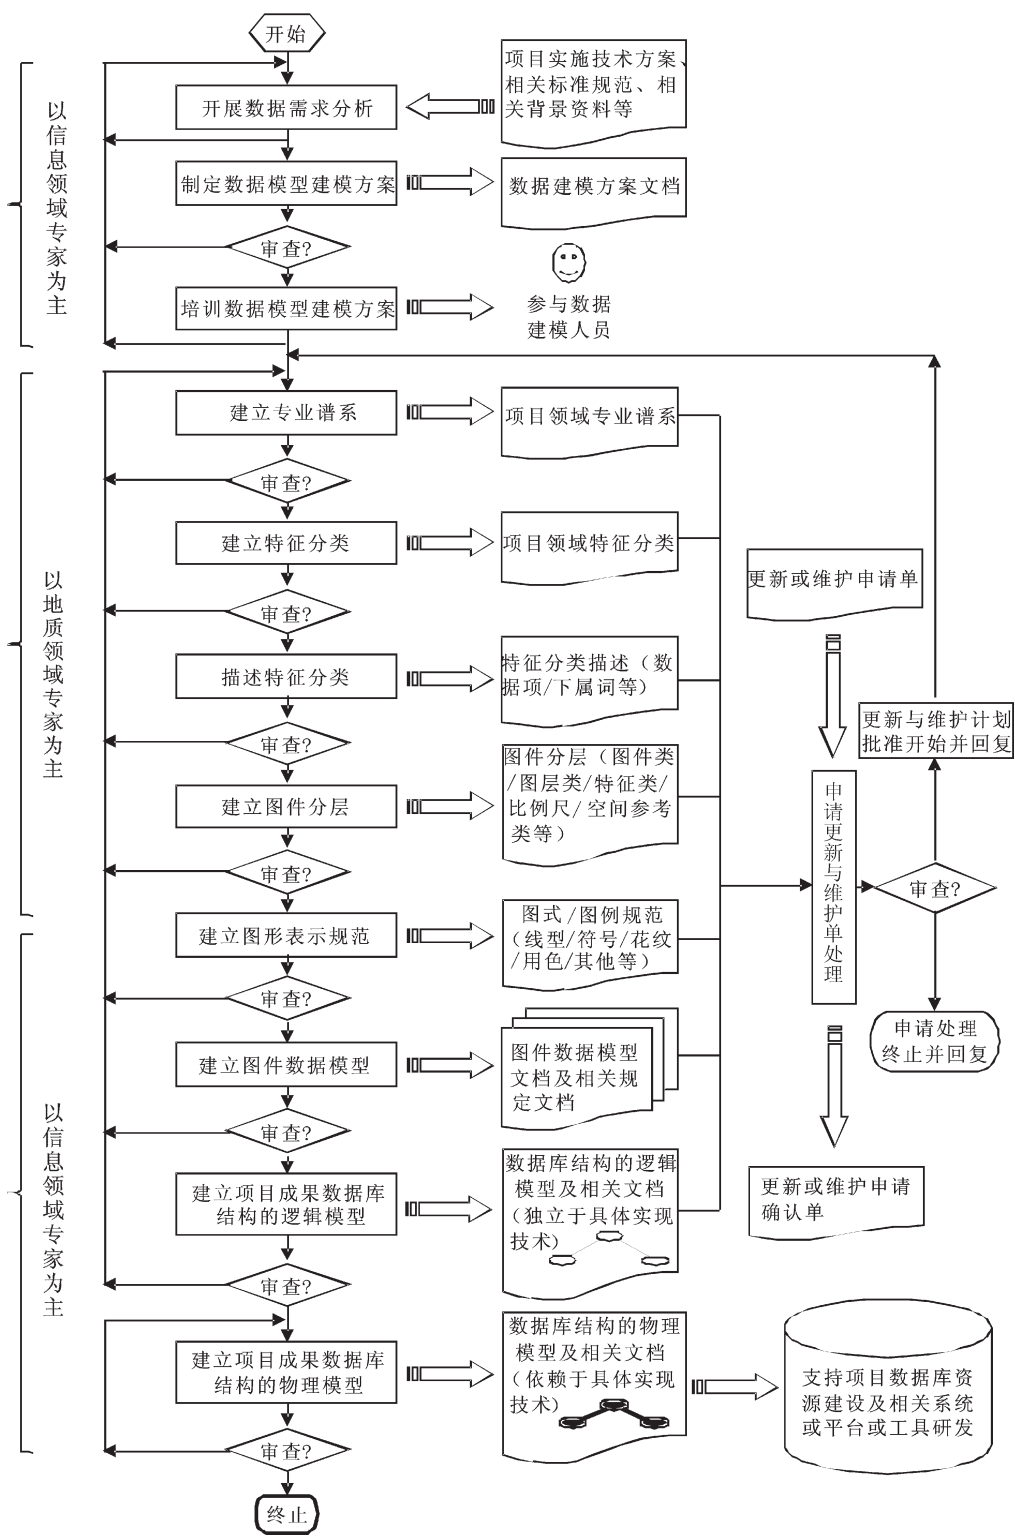 开始
项目实施技术方案、
相关标准规范、相
关背景资料等
开展数据需求分析
制定数据模型建模方案
数据建模方案文档
审查?
培训数据模型建模方案
参与数据
建模人员
以信息领域专家为主
建立专业谱系
项目领域专业谱系
审查?
建立特征分类
项目领域特征分类
审查?
描述特征分类
特征分类描述（数
据项/下属词等）
审查?
建立图件分层
图件分层（图件类
/图层类/特征类/
比例尺/空间参考
类等）
审查?
以地质领域专家为主
建立图形表示规范
图式/图例规范
（线型/符号/花纹
/用色/其他等）
审查?
建立图件数据模型
图件数据模型
文档及相关规
定文档
审查?
建立项目成果数据库
结构的逻辑模型
数据库结构的逻辑
模型及相关文档
（独立于具体实现
技术）
审查?
建立项目成果数据库
结构的物理模型
数据库结构的物理
模型及相关文档
（依赖于具体实现
技术）
审查?
终止
以信息领域专家为主
更新或维护申请单
更新与维护计划
批准开始并回复
申请更新与维护单处理
审查?
申请处理
终止并回复
更新或维护申请
确认单
支持项目数据库资
源建设及相关系统
或平台或工具研发